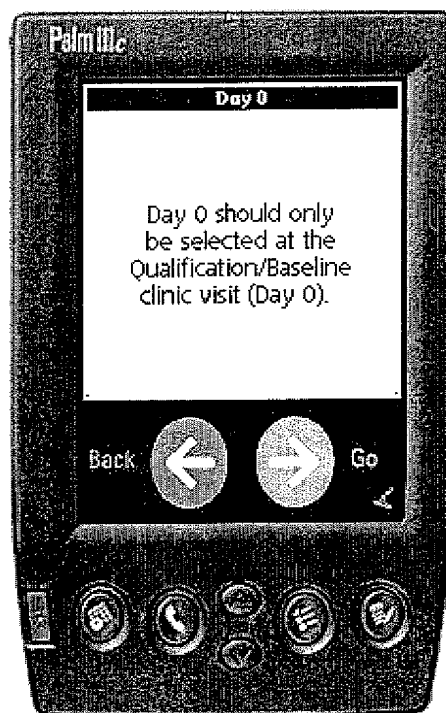 Palm IIIc
Day 0
Day 0 should only
be selected at the
Qualification/Baseline
clinic visit (Day 0).
Back
Go